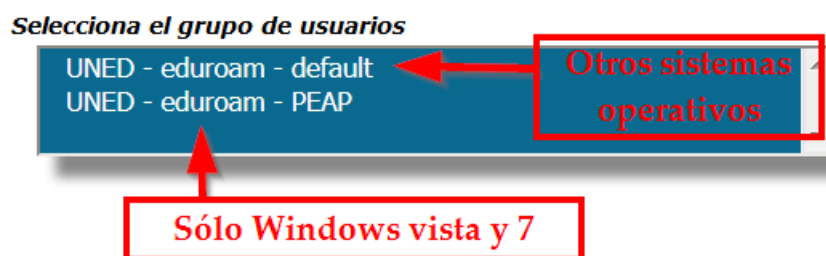 Selecciona el grupo de usuarios
UNED - eduroam - default
Otros sistemas
operativos
UNED - eduroam - PEAP
Sólo Windows vista y 7